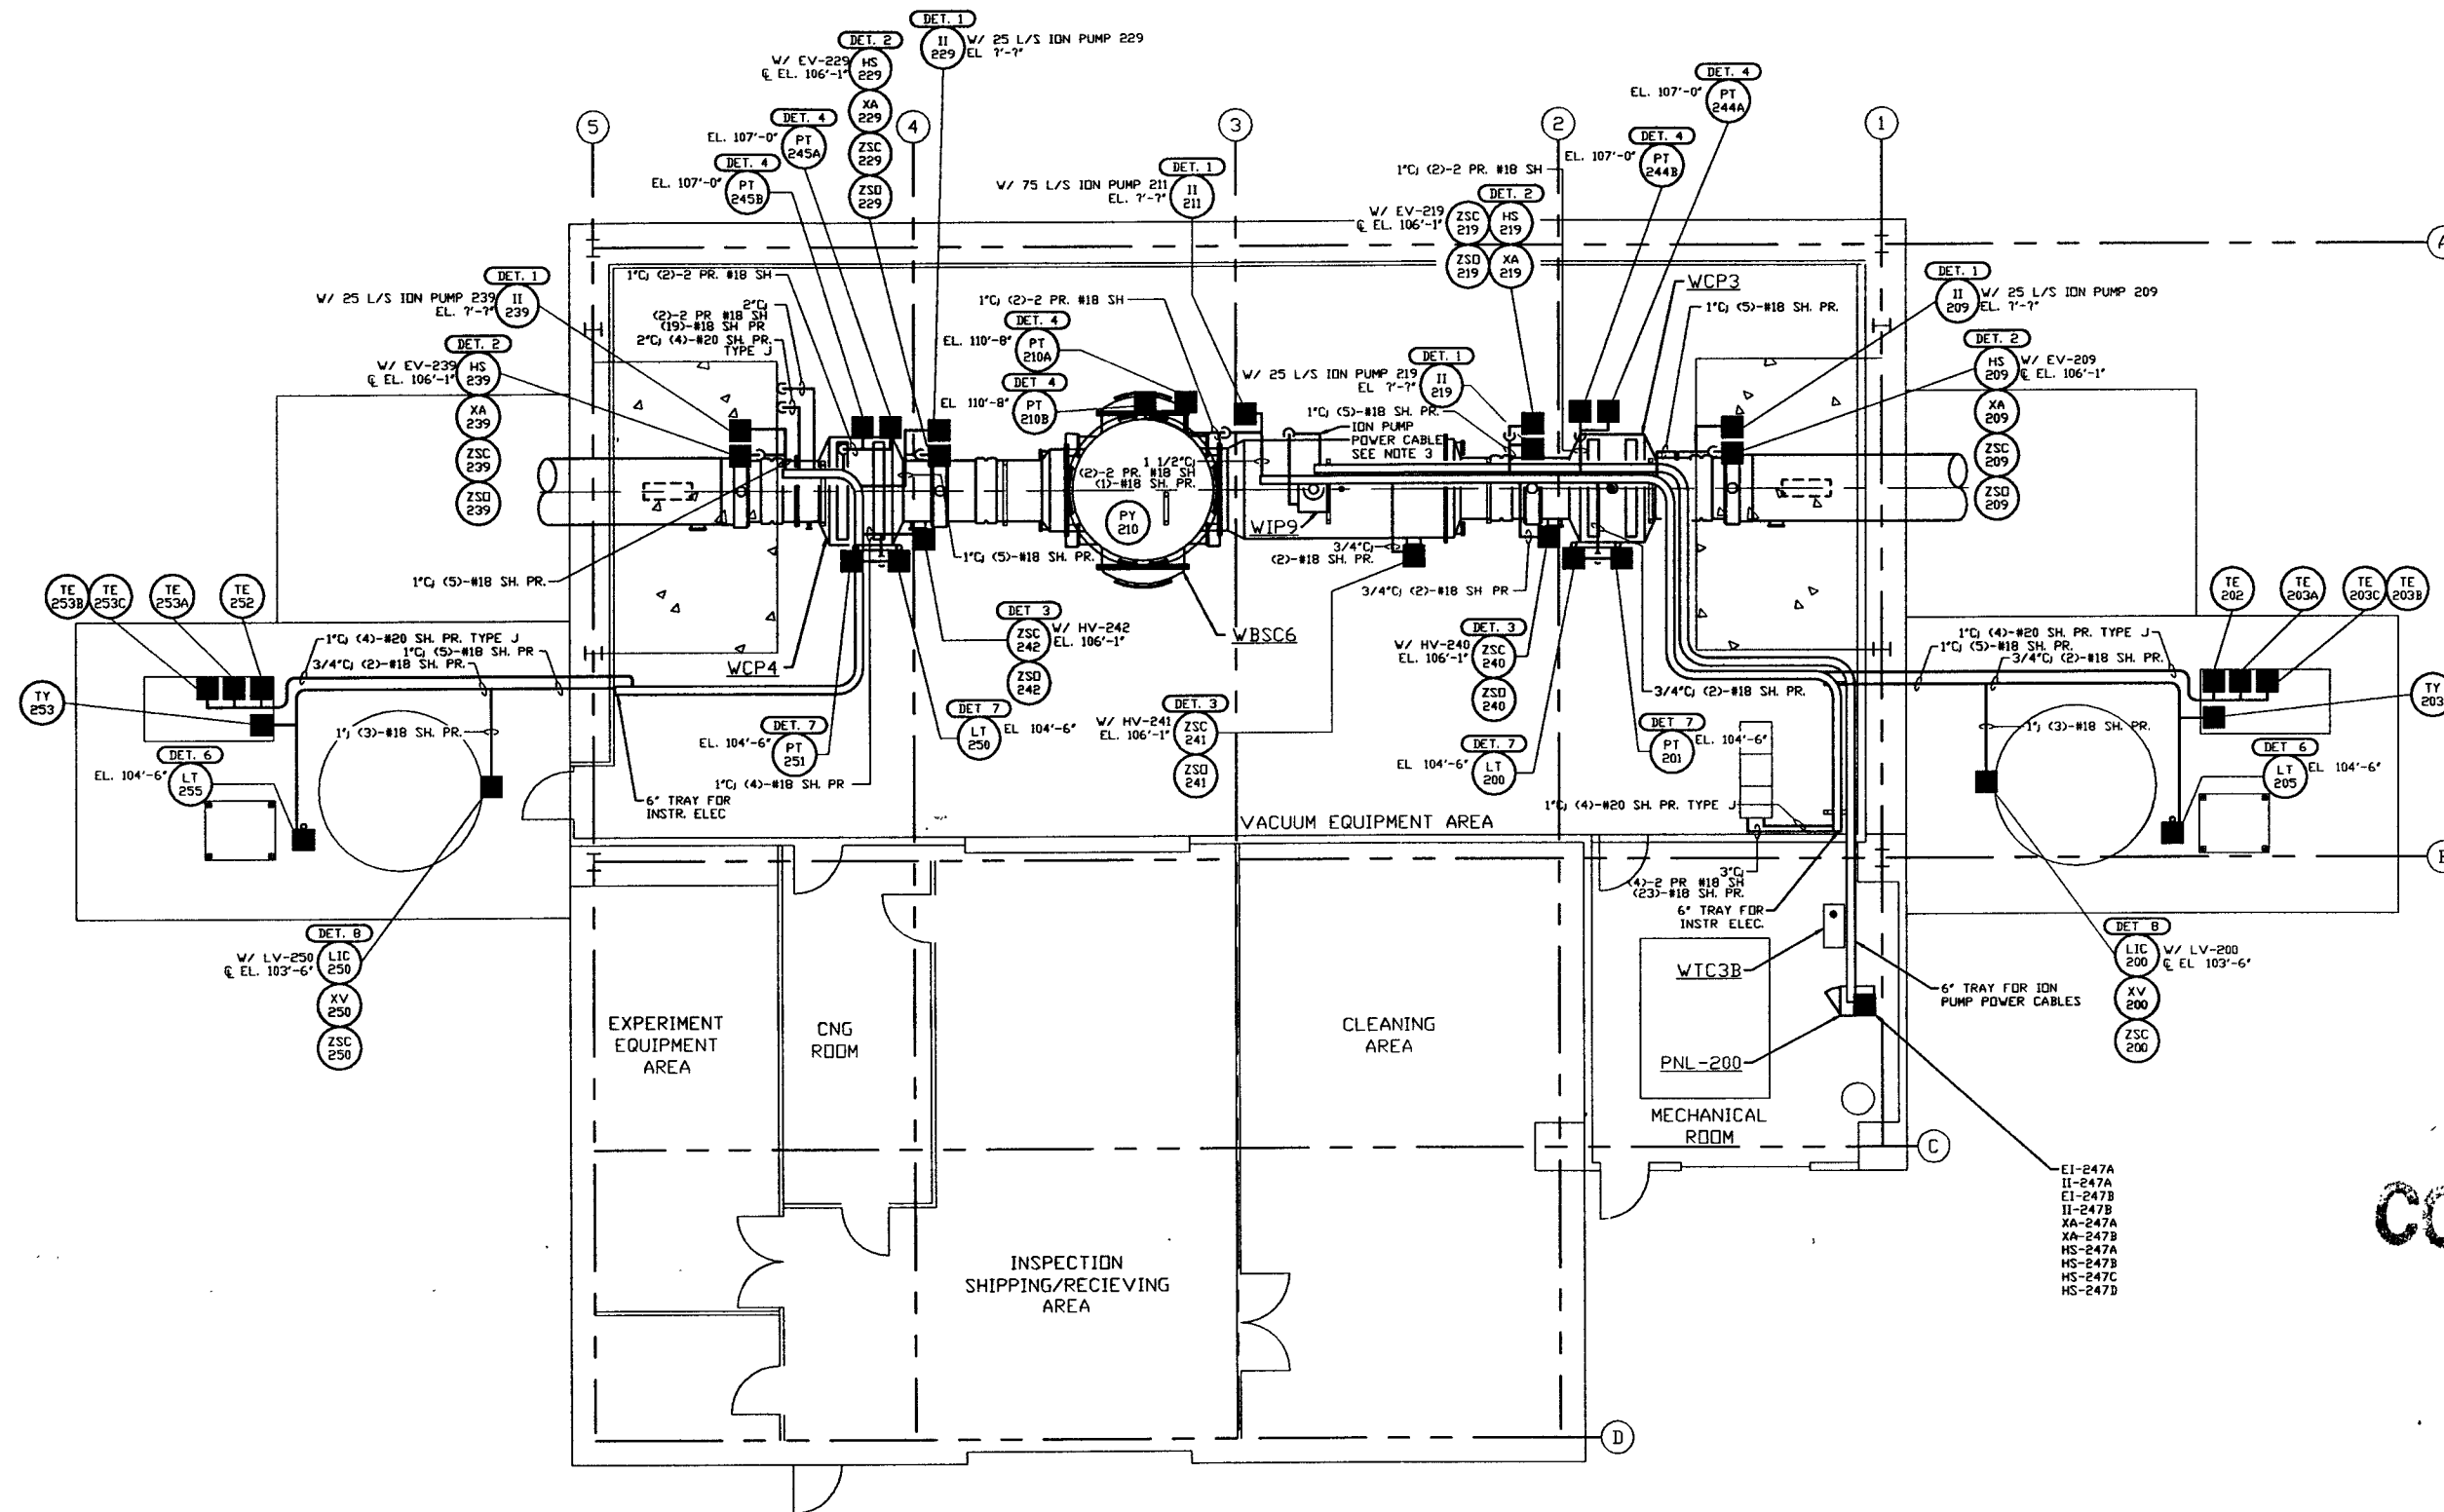 DET. 1
II
229
W/ 25 L/S ION PUMP 229
EL ?'-?"
DET. 2
W/ EV-229
℄ EL. 106'-1"
HS
229
XA
229
ZSC
229
ZSO
229
DET. 4
EL. 107'-0"
PT
245A
DET. 4
EL. 107'-0"
PT
245B
DET. 1
W/ 75 L/S ION PUMP 211
EL. ?'-?"
II
211
DET. 4
EL. 107'-0"
PT
244A
DET. 4
EL. 107'-0"
PT
244B
1"C; (2)-2 PR. #18 SH
DET. 2
W/ EV-219
℄ EL. 106'-1"
ZSC
219
HS
219
ZSO
219
XA
219
5
4
3
2
1
A
DET. 1
W/ 25 L/S ION PUMP 239
EL. ?'-?"
II
239
DET. 2
W/ EV-239
℄ EL. 106'-1"
HS
239
XA
239
ZSC
239
ZSO
239
1"C; (2)-2 PR. #18 SH
2"C;
(2)-2 PR #18 SH
(19)-#18 SH PR
2"C; (4)-#20 SH. PR.
TYPE J
1"C; (2)-2 PR. #18 SH
DET. 4
EL. 110'-8"
PT
210A
DET. 4
EL 110'-8"
PT
210B
DET. 1
W/ 25 L/S ION PUMP 219
EL ?'-?"
II
219
1"C; (5)-#18 SH. PR.
ION PUMP
POWER CABLE
SEE NOTE 3
WCP3
1"C; (5)-#18 SH. PR.
DET. 1
II
209
W/ 25 L/S ION PUMP 209
EL. ?'-?"
DET. 2
HS
209
W/ EV-209
℄ EL. 106'-1"
XA
209
ZSC
209
ZSO
209
1 1/2"C;
(2)-2 PR. #18 SH
(1)-#18 SH. PR.
PY
210
WIP9
3/4"C;
(2)-#18 SH. PR.
3/4"C; (2)-#18 SH PR
1"C; (5)-#18 SH. PR.
1"C; (5)-#18 SH. PR.
TE
253B
TE
253C
TE
253A
TE
252
1"C; (4)-#20 SH. PR. TYPE J
1"C; (5)-#18 SH. PR
3/4"C; (2)-#18 SH. PR.
TY
253
1"; (3)-#18 SH. PR.
DET. 6
EL. 104'-6"
LT
255
WCP4
DET 3
ZSC
242
W/ HV-242
EL. 106'-1"
ZSO
242
WBSC6
DET. 7
EL. 104'-6"
PT
251
DET 7
LT
250
EL 104'-6"
1"C; (4)-#18 SH. PR
6" TRAY FOR
INSTR. ELEC
DET. 3
W/ HV-241
EL. 106'-1"
ZSC
241
ZSO
241
DET. 3
W/ HV-240
EL. 106'-1"
ZSC
240
ZSO
240
3/4"C; (2)-#18 SH. PR.
DET. 7
EL 104'-6"
LT
200
DET 7
PT
201
EL. 104'-6"
1"C; (4)-#20 SH. PR. TYPE J
TE
202
TE
203A
TE
203C
TE
203B
1"C; (4)-#20 SH. PR. TYPE J
1"C; (5)-#18 SH. PR.
3/4"C; (2)-#18 SH. PR.
TY
203
1"; (3)-#18 SH. PR.
DET 6
LT
205
EL 104'-6"
VACUUM EQUIPMENT AREA
3"C;
(4)-2 PR #18 SH
(23)-#18 SH. PR.
6" TRAY FOR
INSTR ELEC.
DET. 8
W/ LV-250
℄ EL. 103'-6"
LIC
250
XV
250
ZSC
250
DET 8
LIC
200
W/ LV-200
℄ EL 103'-6"
XV
200
ZSC
200
WTC3B
6" TRAY FOR ION
PUMP POWER CABLES
EXPERIMENT
EQUIPMENT
AREA
CNG
ROOM
CLEANING
AREA
PNL-200
MECHANICAL
ROOM
C
EI-247A
II-247A
EI-247B
II-247B
XA-247A
XA-247B
HS-247A
HS-247B
HS-247C
HS-247D
INSPECTION
SHIPPING/RECIEVING
AREA
D